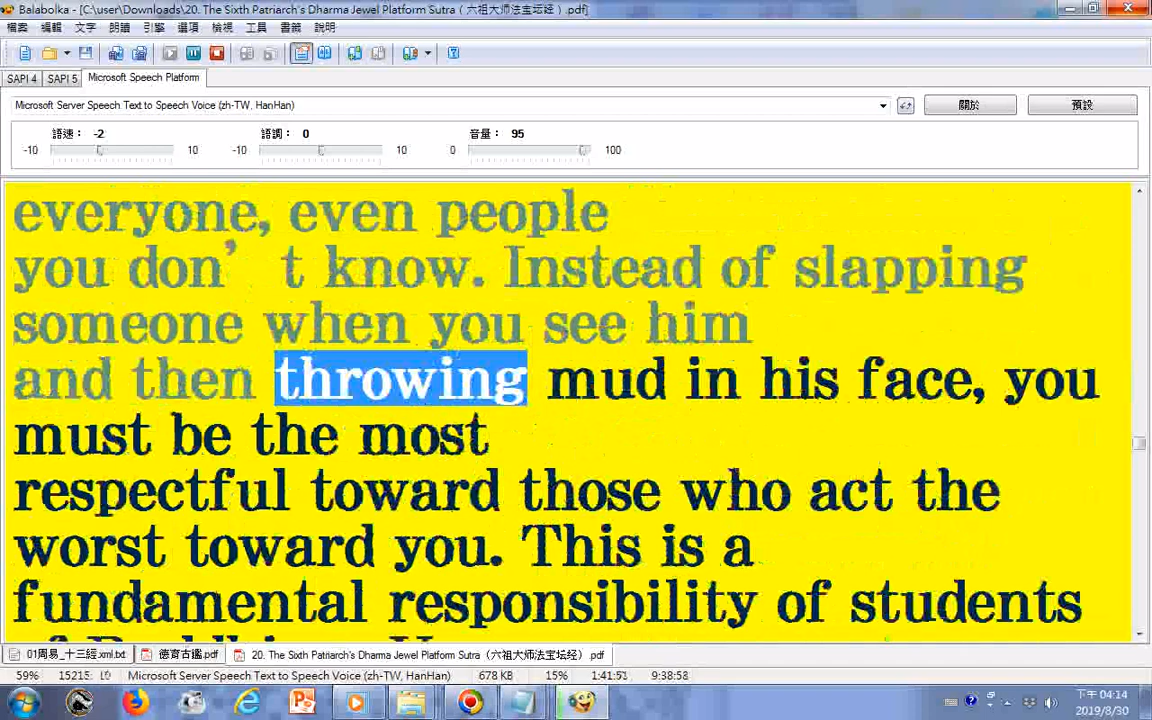 Balabolka - [C:\user\Downloads\20. The Sixth Patriarch's Dharma Jewel Platform Sutra（六祖大师法宝坛经）.pdf]
檔案 編輯 文字 朗讀 引擎 選項 檢視 工具 書籤 說明
SAPI 4 SAPI 5 Microsoft Speech Platform
Microsoft Server Speech Text to Speech Voice (zh-TW, HanHan) 關於 預設
語速： -2 語調： 0 音量： 95
-10 10 -10 10 0 100
everyone, even people
you don’t know. Instead of slapping
someone when you see him
and then throwing mud in his face, you
must be the most
respectful toward those who act the
worst toward you. This is a
fundamental responsibility of students
01周易_十三經.xml.txt 德育古鑑.pdf 20. The Sixth Patriarch's Dharma Jewel Platform Sutra（六祖大师法宝坛经）.pdf
59% Microsoft Server Speech Text to Speech Voice (zh-TW, HanHan) 678 KB 15% 1:41:51 9:38:58
下午 04:14
2019/8/30